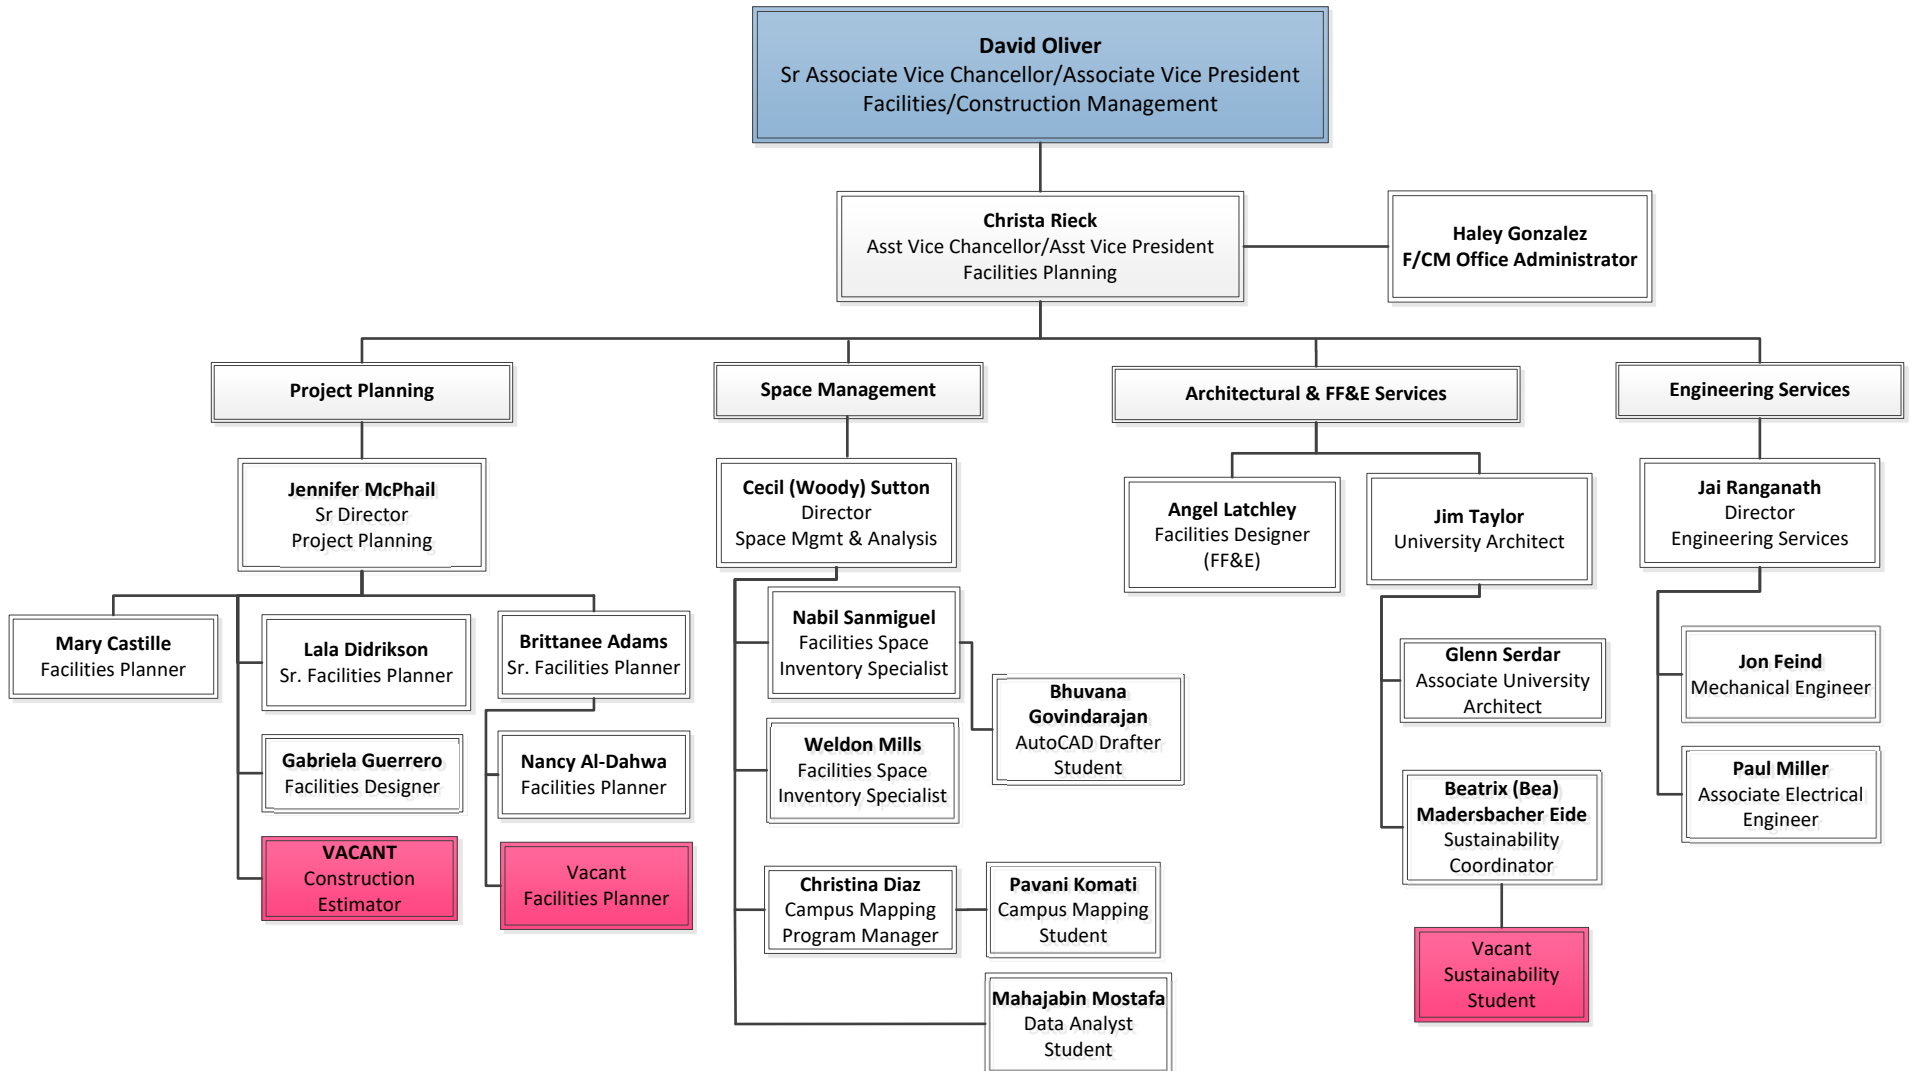 David Oliver
Sr Associate Vice Chancellor/Associate Vice President
Facilities/Construction Management
Christa Rieck
Asst Vice Chancellor/Asst Vice President
Facilities Planning
Haley Gonzalez
F/CM Office Administrator
Project Planning
Space Management
Architectural & FF&E Services
Engineering Services
Jennifer McPhail
Sr Director
Project Planning
Cecil (Woody) Sutton
Director
Space Mgmt & Analysis
Angel Latchley
Facilities Designer
(FF&E)
Jim Taylor
University Architect
Jai Ranganath
Director
Engineering Services
Mary Castille
Facilities Planner
Lala Didrikson
Sr. Facilities Planner
Brittanee Adams
Sr. Facilities Planner
Nabil Sanmiguel
Facilities Space
Inventory Specialist
Bhuvana
Govindarajan
AutoCAD Drafter
Student
Glenn Serdar
Associate University
Architect
Jon Feind
Mechanical Engineer
Gabriela Guerrero
Facilities Designer
Nancy Al-Dahwa
Facilities Planner
Weldon Mills
Facilities Space
Inventory Specialist
Beatrix (Bea)
Madersbacher Eide
Sustainability
Coordinator
Paul Miller
Associate Electrical
Engineer
VACANT
Construction
Estimator
Vacant
Facilities Planner
Christina Diaz
Campus Mapping
Program Manager
Pavani Komati
Campus Mapping
Student
Vacant
Sustainability
Student
Mahajabin Mostafa
Data Analyst
Student